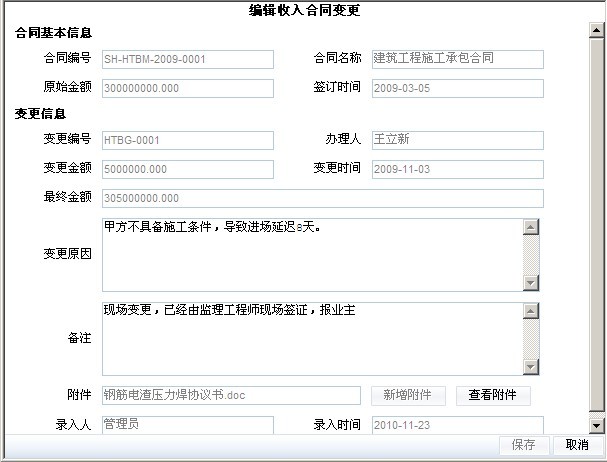 编辑收入合同变更
合同基本信息
合同编号 SH-HTBM-2009-0001 合同名称 建筑工程施工承包合同
原始金额 300000000.000 签订时间 2009-03-05
变更信息
变更编号 HTBG-0001 办理人 王立新
变更金额 5000000.000 变更时间 2009-11-03
最终金额 305000000.000
变更原因 甲方不具备施工条件，导致进场延迟8天。
备注 现场变更，已经由监理工程师现场签证，报业主
附件 钢筋电渣压力焊协议书.doc 新增附件 查看附件
录入人 管理员 录入时间 2010-11-23
保存 取消